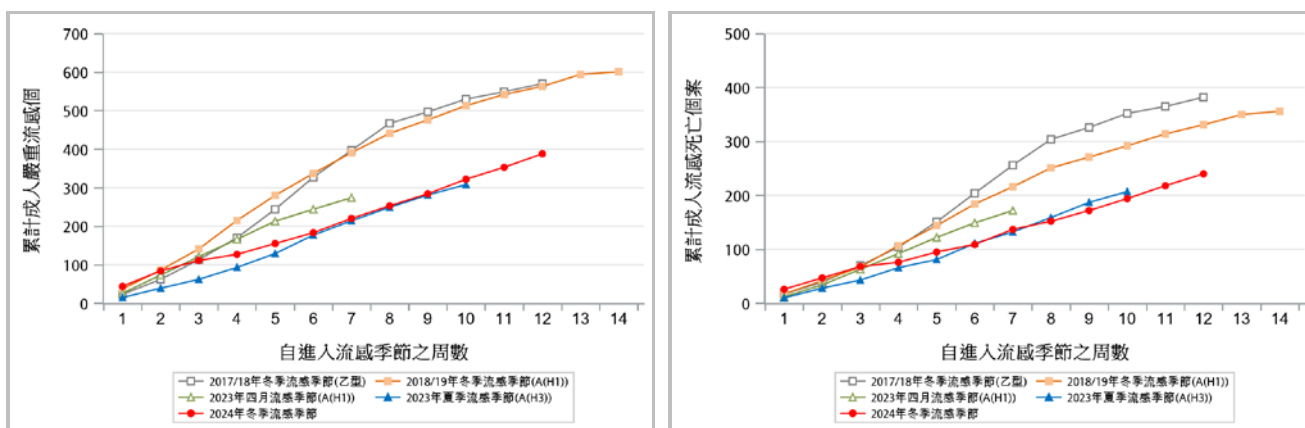 700
600
500
400
300
200
100
0
累計成人嚴重流感個
1 2 3 4 5 6 7 8 9 10 11 12 13 14
自進入流感季節之周數
2017/18年冬季流感季節(乙型) 2018/19年冬季流感季節(A(H1))
2023年四月流感季節(A(H1)) 2023年夏季流感季節(A(H3))
2024年冬季流感季節
500
400
300
200
100
0
累計成人流感死亡個案
1 2 3 4 5 6 7 8 9 10 11 12 13 14
自進入流感季節之周數
2017/18年冬季流感季節(乙型) 2018/19年冬季流感季節(A(H1))
2023年四月流感季節(A(H1)) 2023年夏季流感季節(A(H3))
2024年冬季流感季節